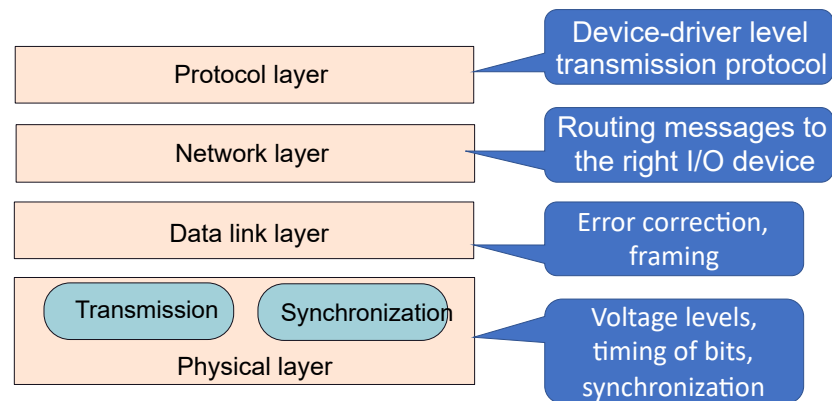 Protocol layer
Device-driver level
transmission protocol
Network layer
Routing messages to
the right I/O device
Data link layer
Error correction,
framing
Transmission
Synchronization
Physical layer
Voltage levels,
timing of bits,
synchronization